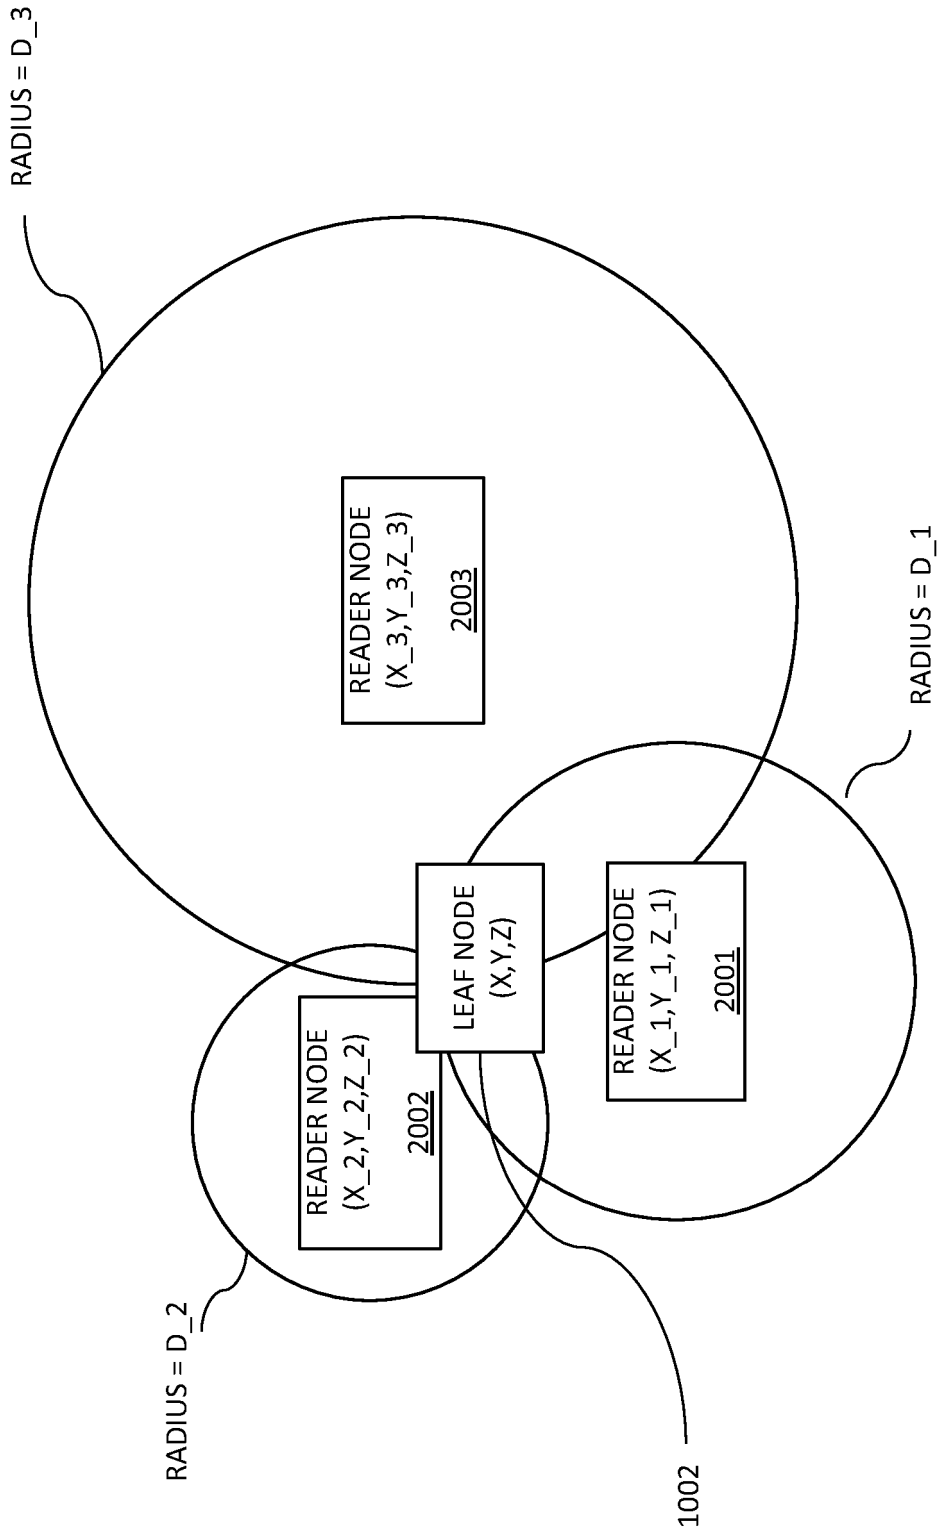 RADIUS = D_2
RADIUS = D_3
READER NODE
(X_2,Y_2,Z_2)
2002
READER NODE
(X_3,Y_3,Z_3)
2003
LEAF NODE
(X,Y,Z)
READER NODE
(X_1,Y_1, Z_1)
2001
1002
RADIUS = D_1